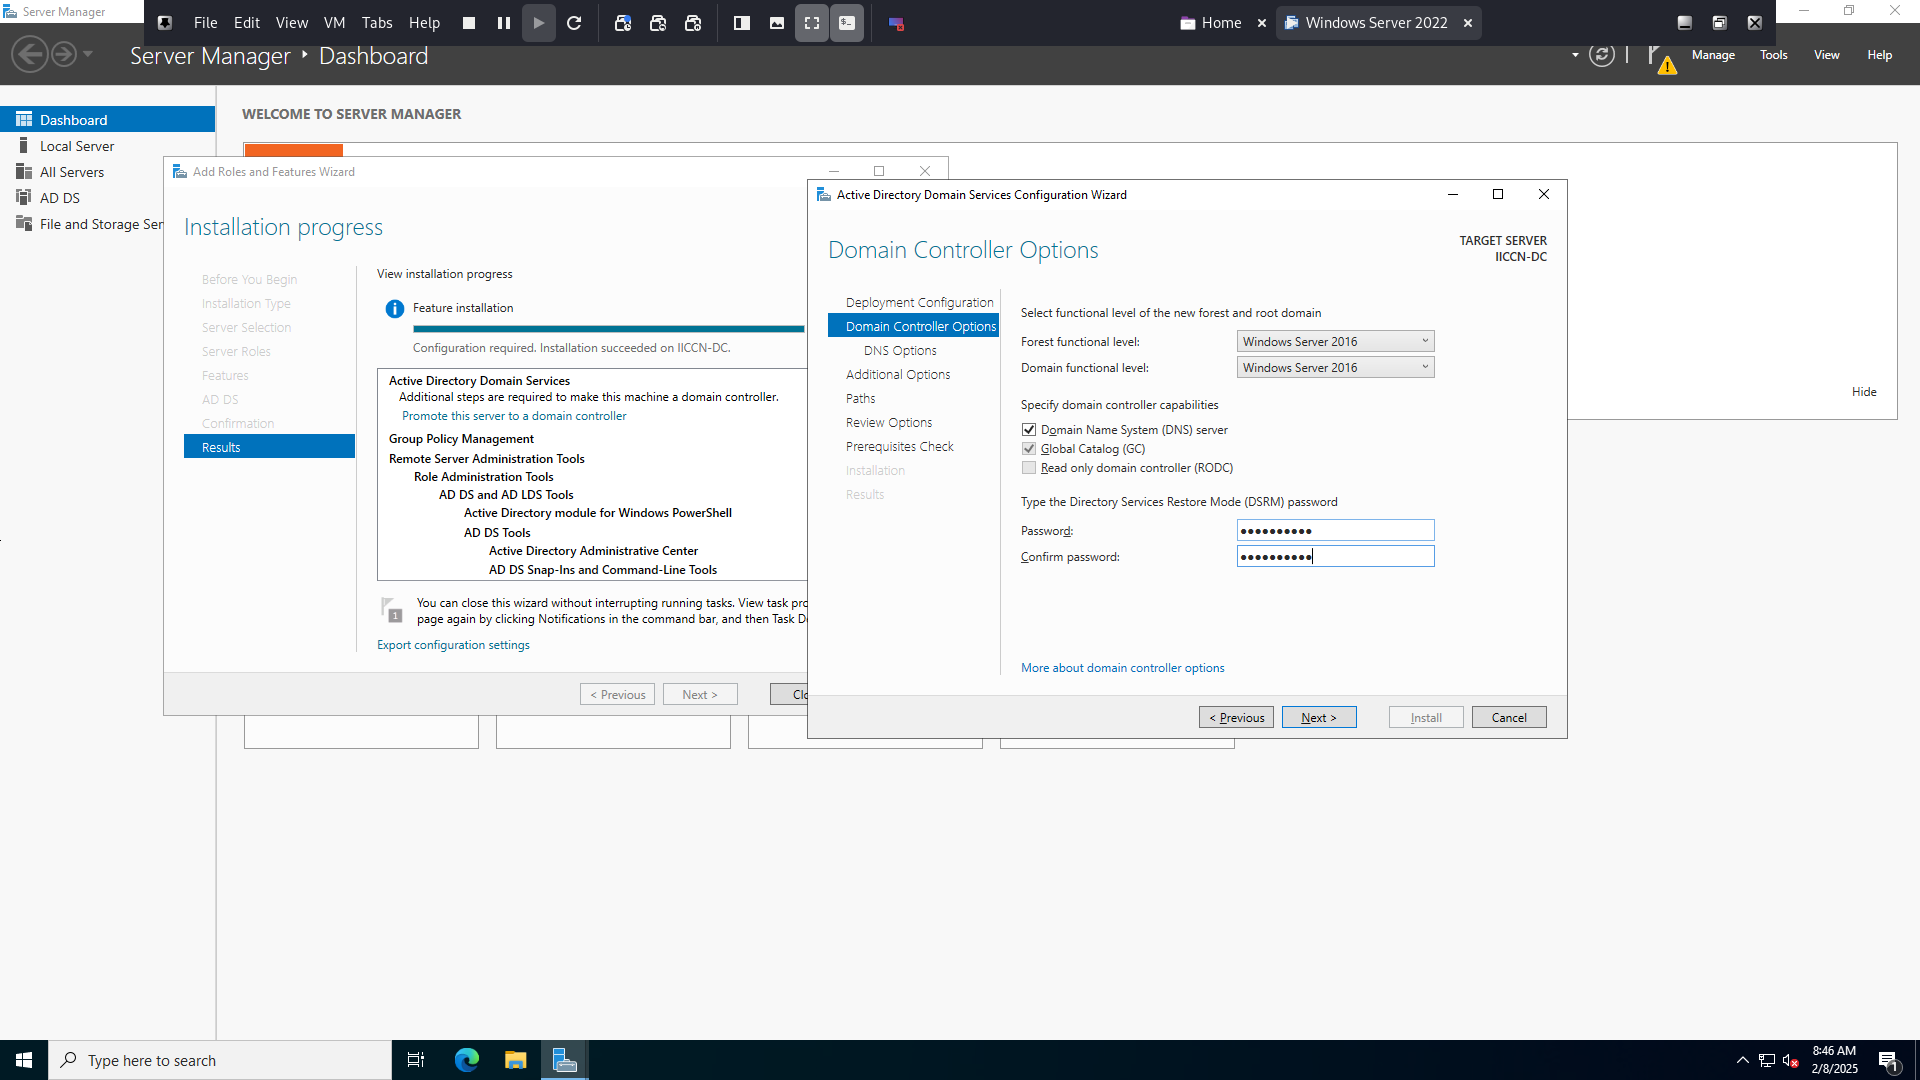 Server Manager
File Edit View VM Tabs Help
Home
Windows Server 2022
Server Manager
Dashboard
Manage
Tools
View
Help
Dashboard
Local Server
All Servers
AD DS
File and Storage Ser
WELCOME TO SERVER MANAGER
Hide
Add Roles and Features Wizard
Installation progress
Before You Begin
Installation Type
Server Selection
Server Roles
Features
AD DS
Confirmation
Results
View installation progress
Feature installation
Configuration required. Installation succeeded on IICCN-DC.
Active Directory Domain Services
Additional steps are required to make this machine a domain controller.
Promote this server to a domain controller
Group Policy Management
Remote Server Administration Tools
Role Administration Tools
AD DS and AD LDS Tools
Active Directory module for Windows PowerShell
AD DS Tools
Active Directory Administrative Center
AD DS Snap-Ins and Command-Line Tools
1
You can close this wizard without interrupting running tasks. View task pro
page again by clicking Notifications in the command bar, and then Task D
Export configuration settings
< Previous
Next >
Clo
Active Directory Domain Services Configuration Wizard
Domain Controller Options
TARGET SERVER
IICCN-DC
Deployment Configuration
Domain Controller Options
DNS Options
Additional Options
Paths
Review Options
Prerequisites Check
Installation
Results
Select functional level of the new forest and root domain
Forest functional level: Windows Server 2016
Domain functional level: Windows Server 2016
Specify domain controller capabilities
Domain Name System (DNS) server
Global Catalog (GC)
Read only domain controller (RODC)
Type the Directory Services Restore Mode (DSRM) password
Password: ●●●●●●●●●●
Confirm password: ●●●●●●●●●●
More about domain controller options
< Previous
Next >
Install
Cancel
Type here to search
8:46 AM
2/8/2025
1